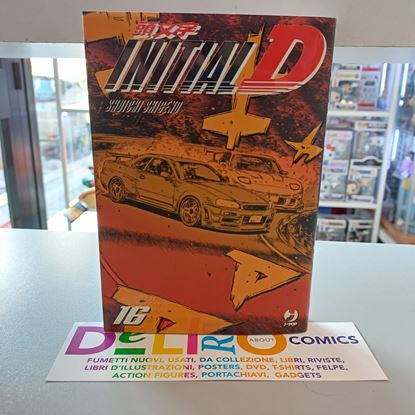 頭文字
INITIAL D
SHUICHI SHIGENO
16
J-POP
DELIRIO ABOUT COMICS
FUMETTI NUOVI, USATI, DA COLLEZIONE, LIBRI, RIVISTE,
LIBRI D'ILLUSTRAZIONI, POSTERS, DVD, T-SHIRTS, FELPE,
ACTION FIGURES, PORTACHIAVI, GADGETS